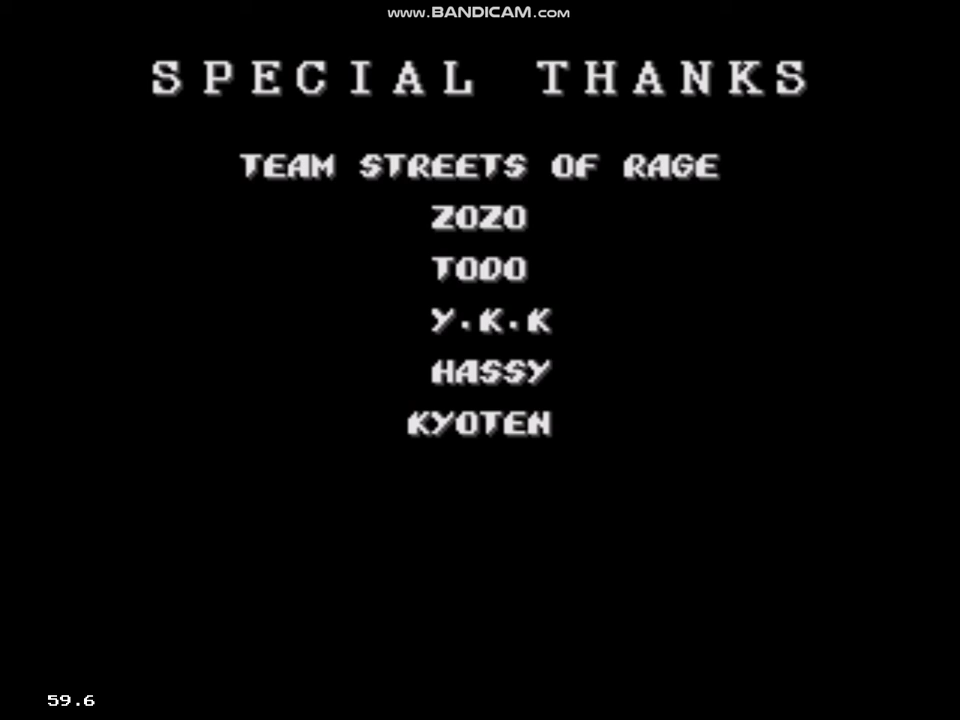 www.BANDICAM.com
SPECIAL THANKS
TEAM STREETS OF RAGE
ZOZO
TODO
Y.K.K
HASSY
KYOTEN
59.6